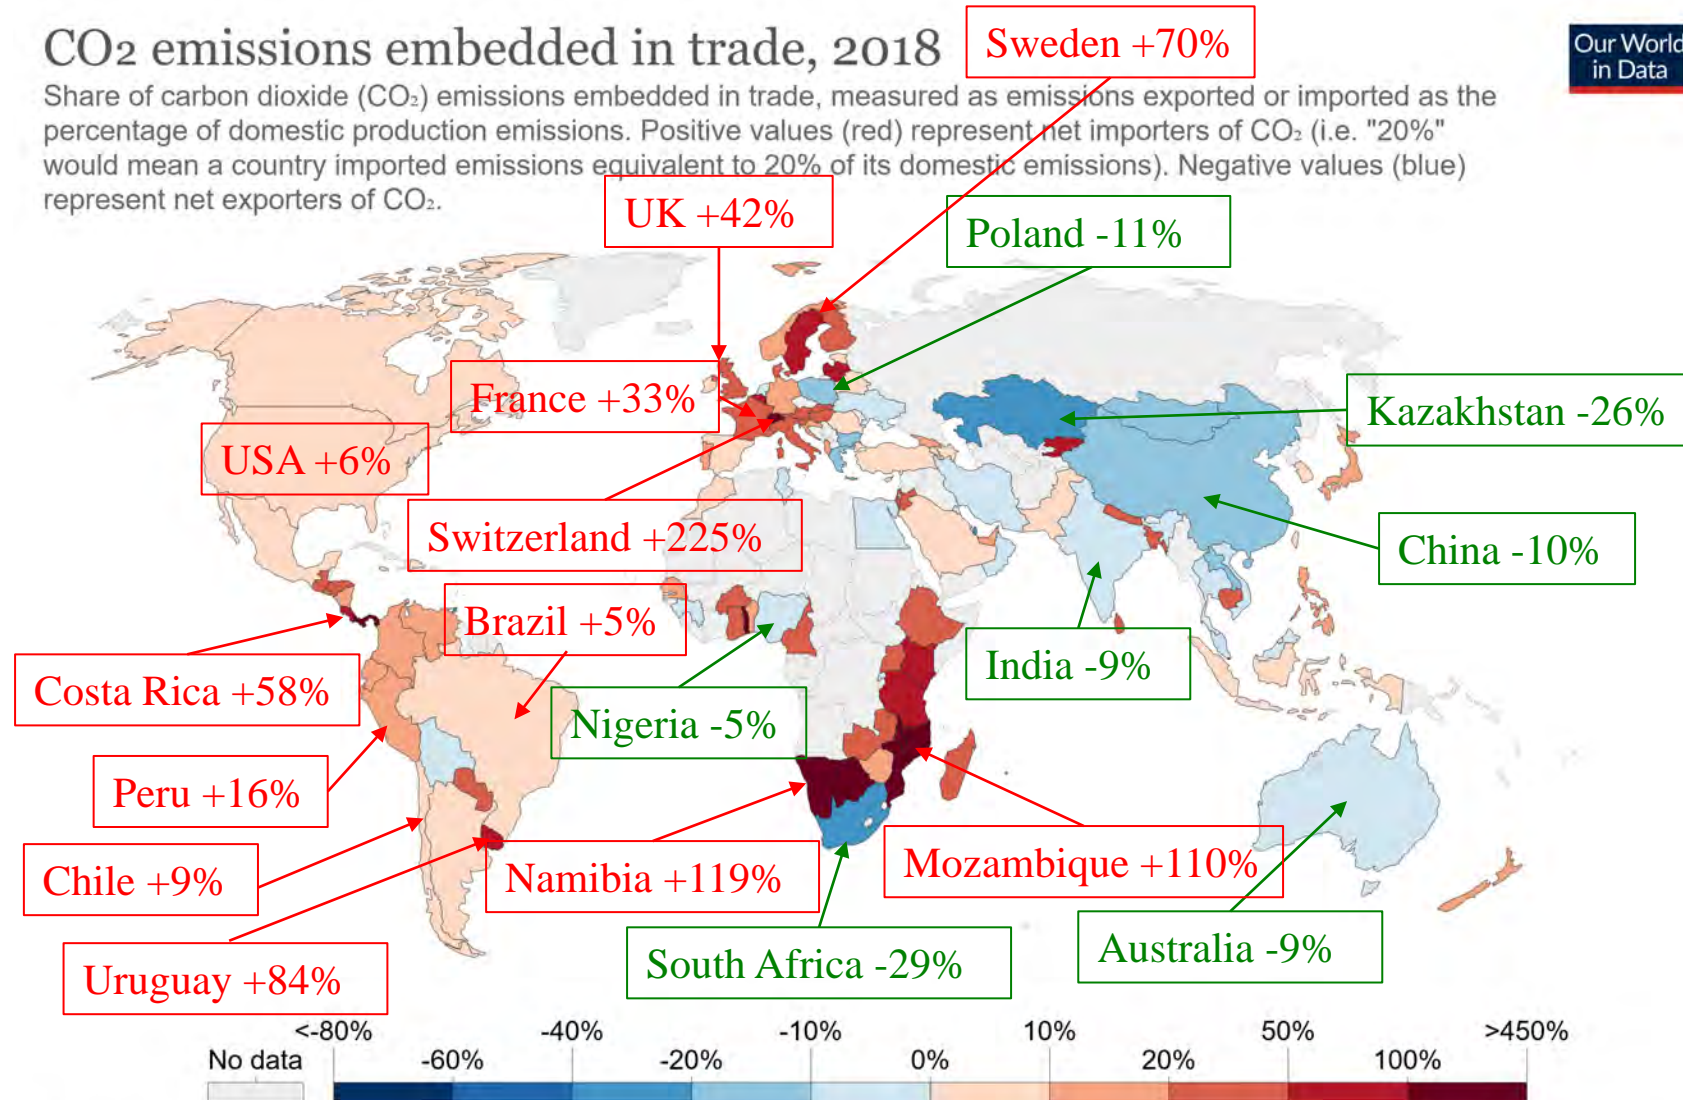 CO₂ emissions embedded in trade, 2018
Our World
in Data
Share of carbon dioxide (CO₂) emissions embedded in trade, measured as emissions exported or imported as the
percentage of domestic production emissions. Positive values (red) represent net importers of CO₂ (i.e. "20%"
would mean a country imported emissions equivalent to 20% of its domestic emissions). Negative values (blue)
represent net exporters of CO₂.
Sweden +70%
UK +42%
Poland -11%
France +33%
Kazakhstan -26%
USA +6%
Switzerland +225%
China -10%
Brazil +5%
India -9%
Costa Rica +58%
Nigeria -5%
Peru +16%
Chile +9%
Namibia +119%
Mozambique +110%
Uruguay +84%
South Africa -29%
Australia -9%
<-80% -40% -10% 10% 50% >450%
No data -60% -20% 0% 20% 100%